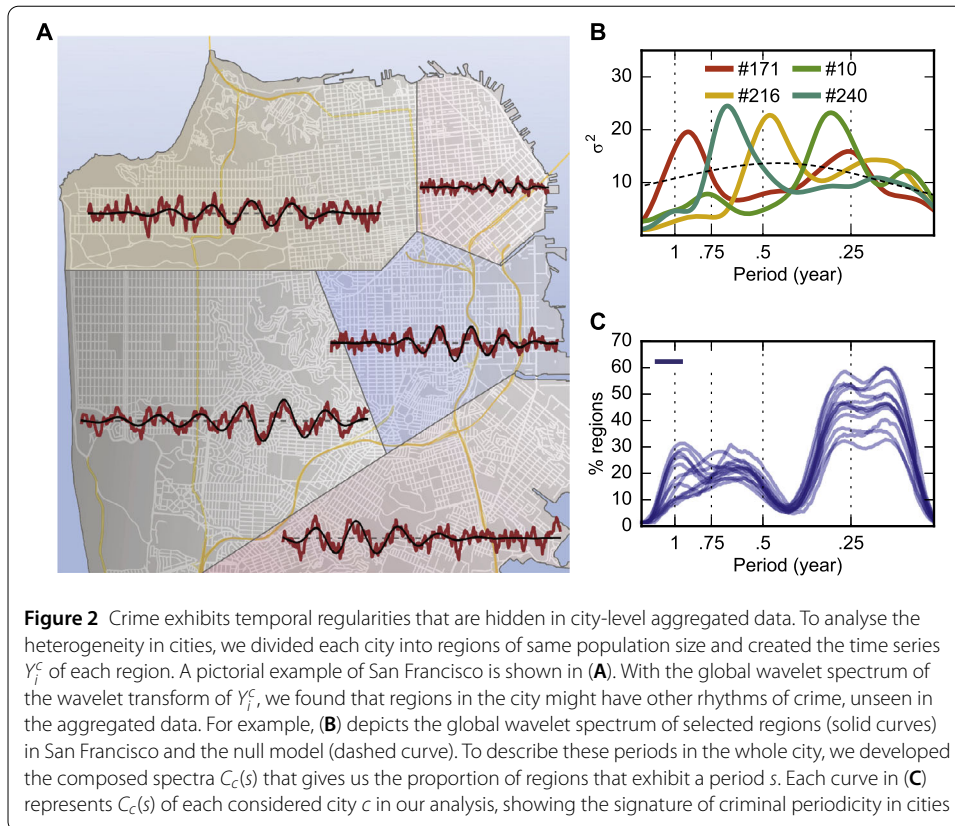 A
B
30
20
10
σ²
#171
#10
#216
#240
1 .75 .5 .25
Period (year)
C
70
60
50
40
30
20
10
0
% regions
1 .75 .5 .25
Period (year)
Figure 2 Crime exhibits temporal regularities that are hidden in city-level aggregated data. To analyse the
heterogeneity in cities, we divided each city into regions of same population size and created the time series
Y_i^c of each region. A pictorial example of San Francisco is shown in (A). With the global wavelet spectrum of
the wavelet transform of Y_i^c, we found that regions in the city might have other rhythms of crime, unseen in
the aggregated data. For example, (B) depicts the global wavelet spectrum of selected regions (solid curves)
in San Francisco and the null model (dashed curve). To describe these periods in the whole city, we developed
the composed spectra C_c(s) that gives us the proportion of regions that exhibit a period s. Each curve in (C)
represents C_c(s) of each considered city c in our analysis, showing the signature of criminal periodicity in cities